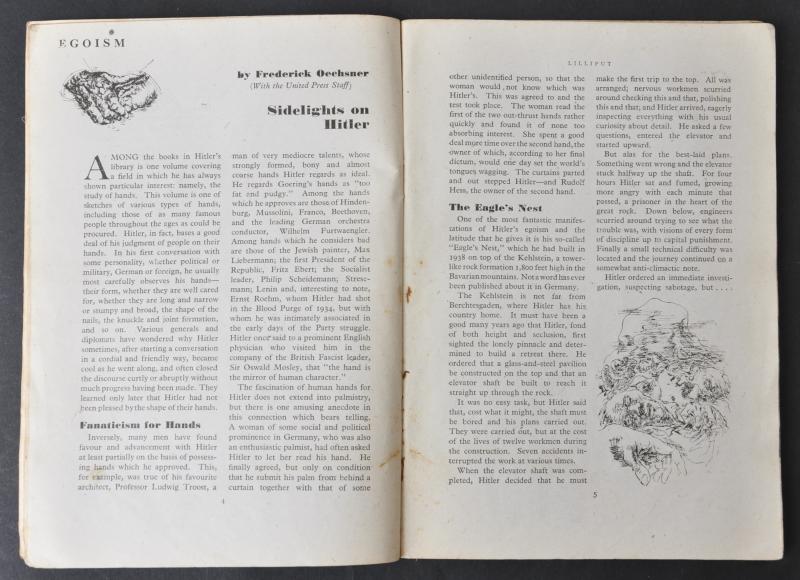 EGOISM
by Frederick Oechsner
(With the United Press Staff)
Sidelights on
Hitler
AMONG the books in Hitler's
library is one volume covering
a field in which he has always
shown particular interest: namely, the
study of hands. This volume is one of
sketches of various types of hands,
including those of as many famous
people throughout the ages as could be
procured. Hitler, in fact, bases a good
deal of his judgment of people on their
hands. In his first conversation with
some personality, whether political or
military, German or foreign, he usually
most carefully observes his hands—
their form, whether they are well cared
for, whether they are long and narrow
or stumpy and broad, the shape of the
nails, the knuckle and joint formation,
and so on. Various generals and
diplomats have wondered why Hitler
sometimes, after starting a conversation
in a cordial and friendly way, became
cool as he went along, and often closed
the discourse curtly or abruptly without
much progress having been made. They
learned only later that Hitler had not
been pleased by the shape of their hands.
Fanaticism for Hands
Inversely, many men have found
favour and advancement with Hitler
at least partially on the basis of possess-
ing hands which he approved. This,
for example, was true of his favourite
architect, Professor Ludwig Troost, a
man of very mediocre talents, whose
strongly formed, bony and almost
coarse hands Hitler regards as ideal.
He regards Goering's hands as "too
fat end pudgy." Among the hands
which he approves are those of Hinden-
burg, Mussolini, Franco, Beethoven,
and the leading German orchestra
conductor, Wilhelm Furtwaengler.
Among hands which he considers bad
are those of the Jewish painter, Max
Liebermann; the first President of the
Republic, Fritz Ebert; the Socialist
leader, Philip Scheidemann; Strese-
mann; Lenin and, interesting to note,
Ernst Roehm, whom Hitler had shot
in the Blood Purge of 1934, but with
whom he was intimately associated in
the early days of the Party struggle.
Hitler once said to a prominent English
physician who visited him in the
company of the British Fascist leader,
Sir Oswald Mosley, that "the hand is
the mirror of human character."
The fascination of human hands for
Hitler does not extend into palmistry,
but there is one amusing anecdote in
this connection which bears telling.
A woman of some social and political
prominence in Germany, who was also
an enthusiastic palmist, had often asked
Hitler to let her read his hand. He
finally agreed, but only on condition
that he submit his palm from behind a
curtain together with that of some
4
LILLIPUT
other unidentified person, so that the
woman would not know which was
Hitler's. This was agreed to and the
test took place. The woman read the
first of the two out-thrust hands rather
quickly and found it of none too
absorbing interest. She spent a good
deal more time over the second hand, the
owner of which, according to her final
dictum, would one day set the world's
tongues wagging. The curtains parted
and out stepped Hitler—and Rudolf
Hess, the owner of the second hand.
The Eagle's Nest
One of the most fantastic manifes-
tations of Hitler's egoism and the
latitude that he gives it is his so-called
"Eagle's Nest," which he had built in
1938 on top of the Kehlstein, a tower-
like rock formation 1,800 feet high in the
Bavarian mountains. Not a word has ever
been published about it in Germany.
The Kehlstein is not far from
Berchtesgaden, where Hitler has his
country home. It must have been a
good many years ago that Hitler, fond
of both height and seclusion, first
sighted the lonely pinnacle and deter-
mined to build a retreat there. He
ordered that a glass-and-steel pavilion
be constructed on the top and that an
elevator shaft be built to reach it
straight up through the rock.
It was no easy task, but Hitler said
that, cost what it might, the shaft must
be bored and his plans carried out.
They were carried out, but at the cost
of the lives of twelve workmen during
the construction. Seven accidents in-
terrupted the work at various times.
When the elevator shaft was com-
pleted, Hitler decided that he must
make the first trip to the top. All was
arranged; nervous workmen scurried
around checking this and that, polishing
this and that; and Hitler arrived, eagerly
inspecting everything with his usual
curiosity about detail. He asked a few
questions, entered the elevator and
started upward.
But alas for the best-laid plans.
Something went wrong and the elevator
stuck halfway up the shaft. For four
hours Hitler sat and fumed, growing
more angry with each minute that
passed, a prisoner in the heart of the
great rock. Down below, engineers
scurried around trying to see what the
trouble was, with visions of every form
of discipline up to capital punishment.
Finally a small technical difficulty was
located and the journey continued on a
somewhat anti-climactic note.
Hitler ordered an immediate investi-
gation, suspecting sabotage, but . . . .
5